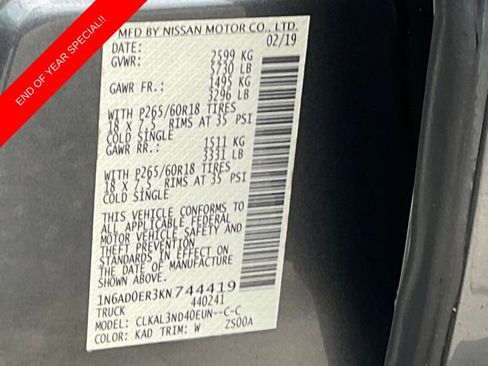 END OF YEAR SPECIAL!!
MFD BY NISSAN MOTOR CO., LTD.
DATE: 02/19
GVWR: 2599 KG
5730 LB
GAWR FR.: 1495 KG
3296 LB
WITH P265/60R18 TIRES
18 X 7.5 RIMS AT 35 PSI
COLD SINGLE
GAWR RR.: 1511 KG
3331 LB
WITH P265/60R18 TIRES
18 X 7.5 RIMS AT 35 PSI
COLD SINGLE
THIS VEHICLE CONFORMS TO
ALL APPLICABLE FEDERAL
MOTOR VEHICLE SAFETY AND
THEFT PREVENTION
STANDARDS IN EFFECT ON
THE DATE OF MANUFACTURE
SHOWN ABOVE.
1N6AD0ER3KN744419
TRUCK 440241
MODEL: CLKAL3ND40EUN--C-C
COLOR: KAD TRIM: W ZS00A